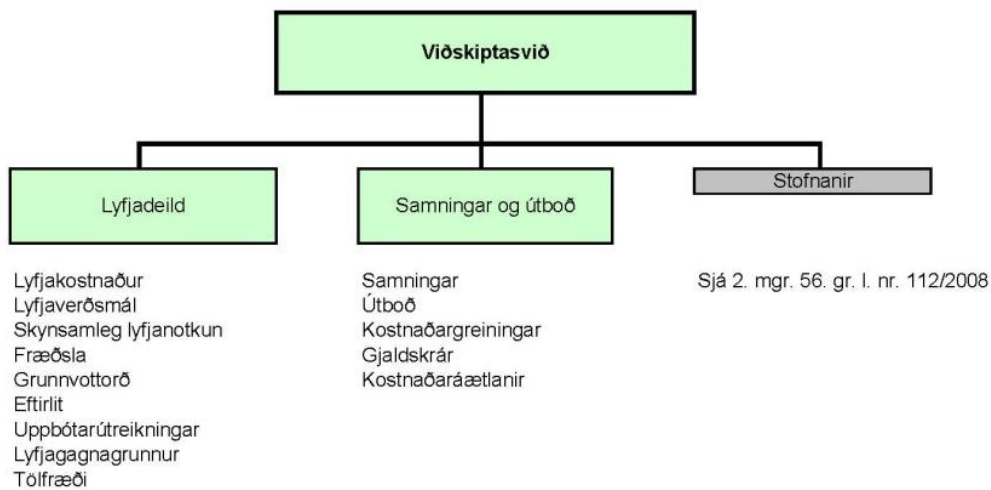 Viðskiptasvið
Lyfjadeild
Samningar og útboð
Stofnanir
Lyfjakostnaður
Lyfjaverðsmál
Skynsamleg lyfjanotkun
Fræðsla
Grunnvottorð
Eftirlit
Uppbótarútreikningar
Lyfjagagnagrunnur
Tölfræði
Samningar
Útboð
Kostnaðargreiningar
Gjaldskrár
Kostnaðaráætlanir
Sjá 2. mgr. 56. gr. l. nr. 112/2008